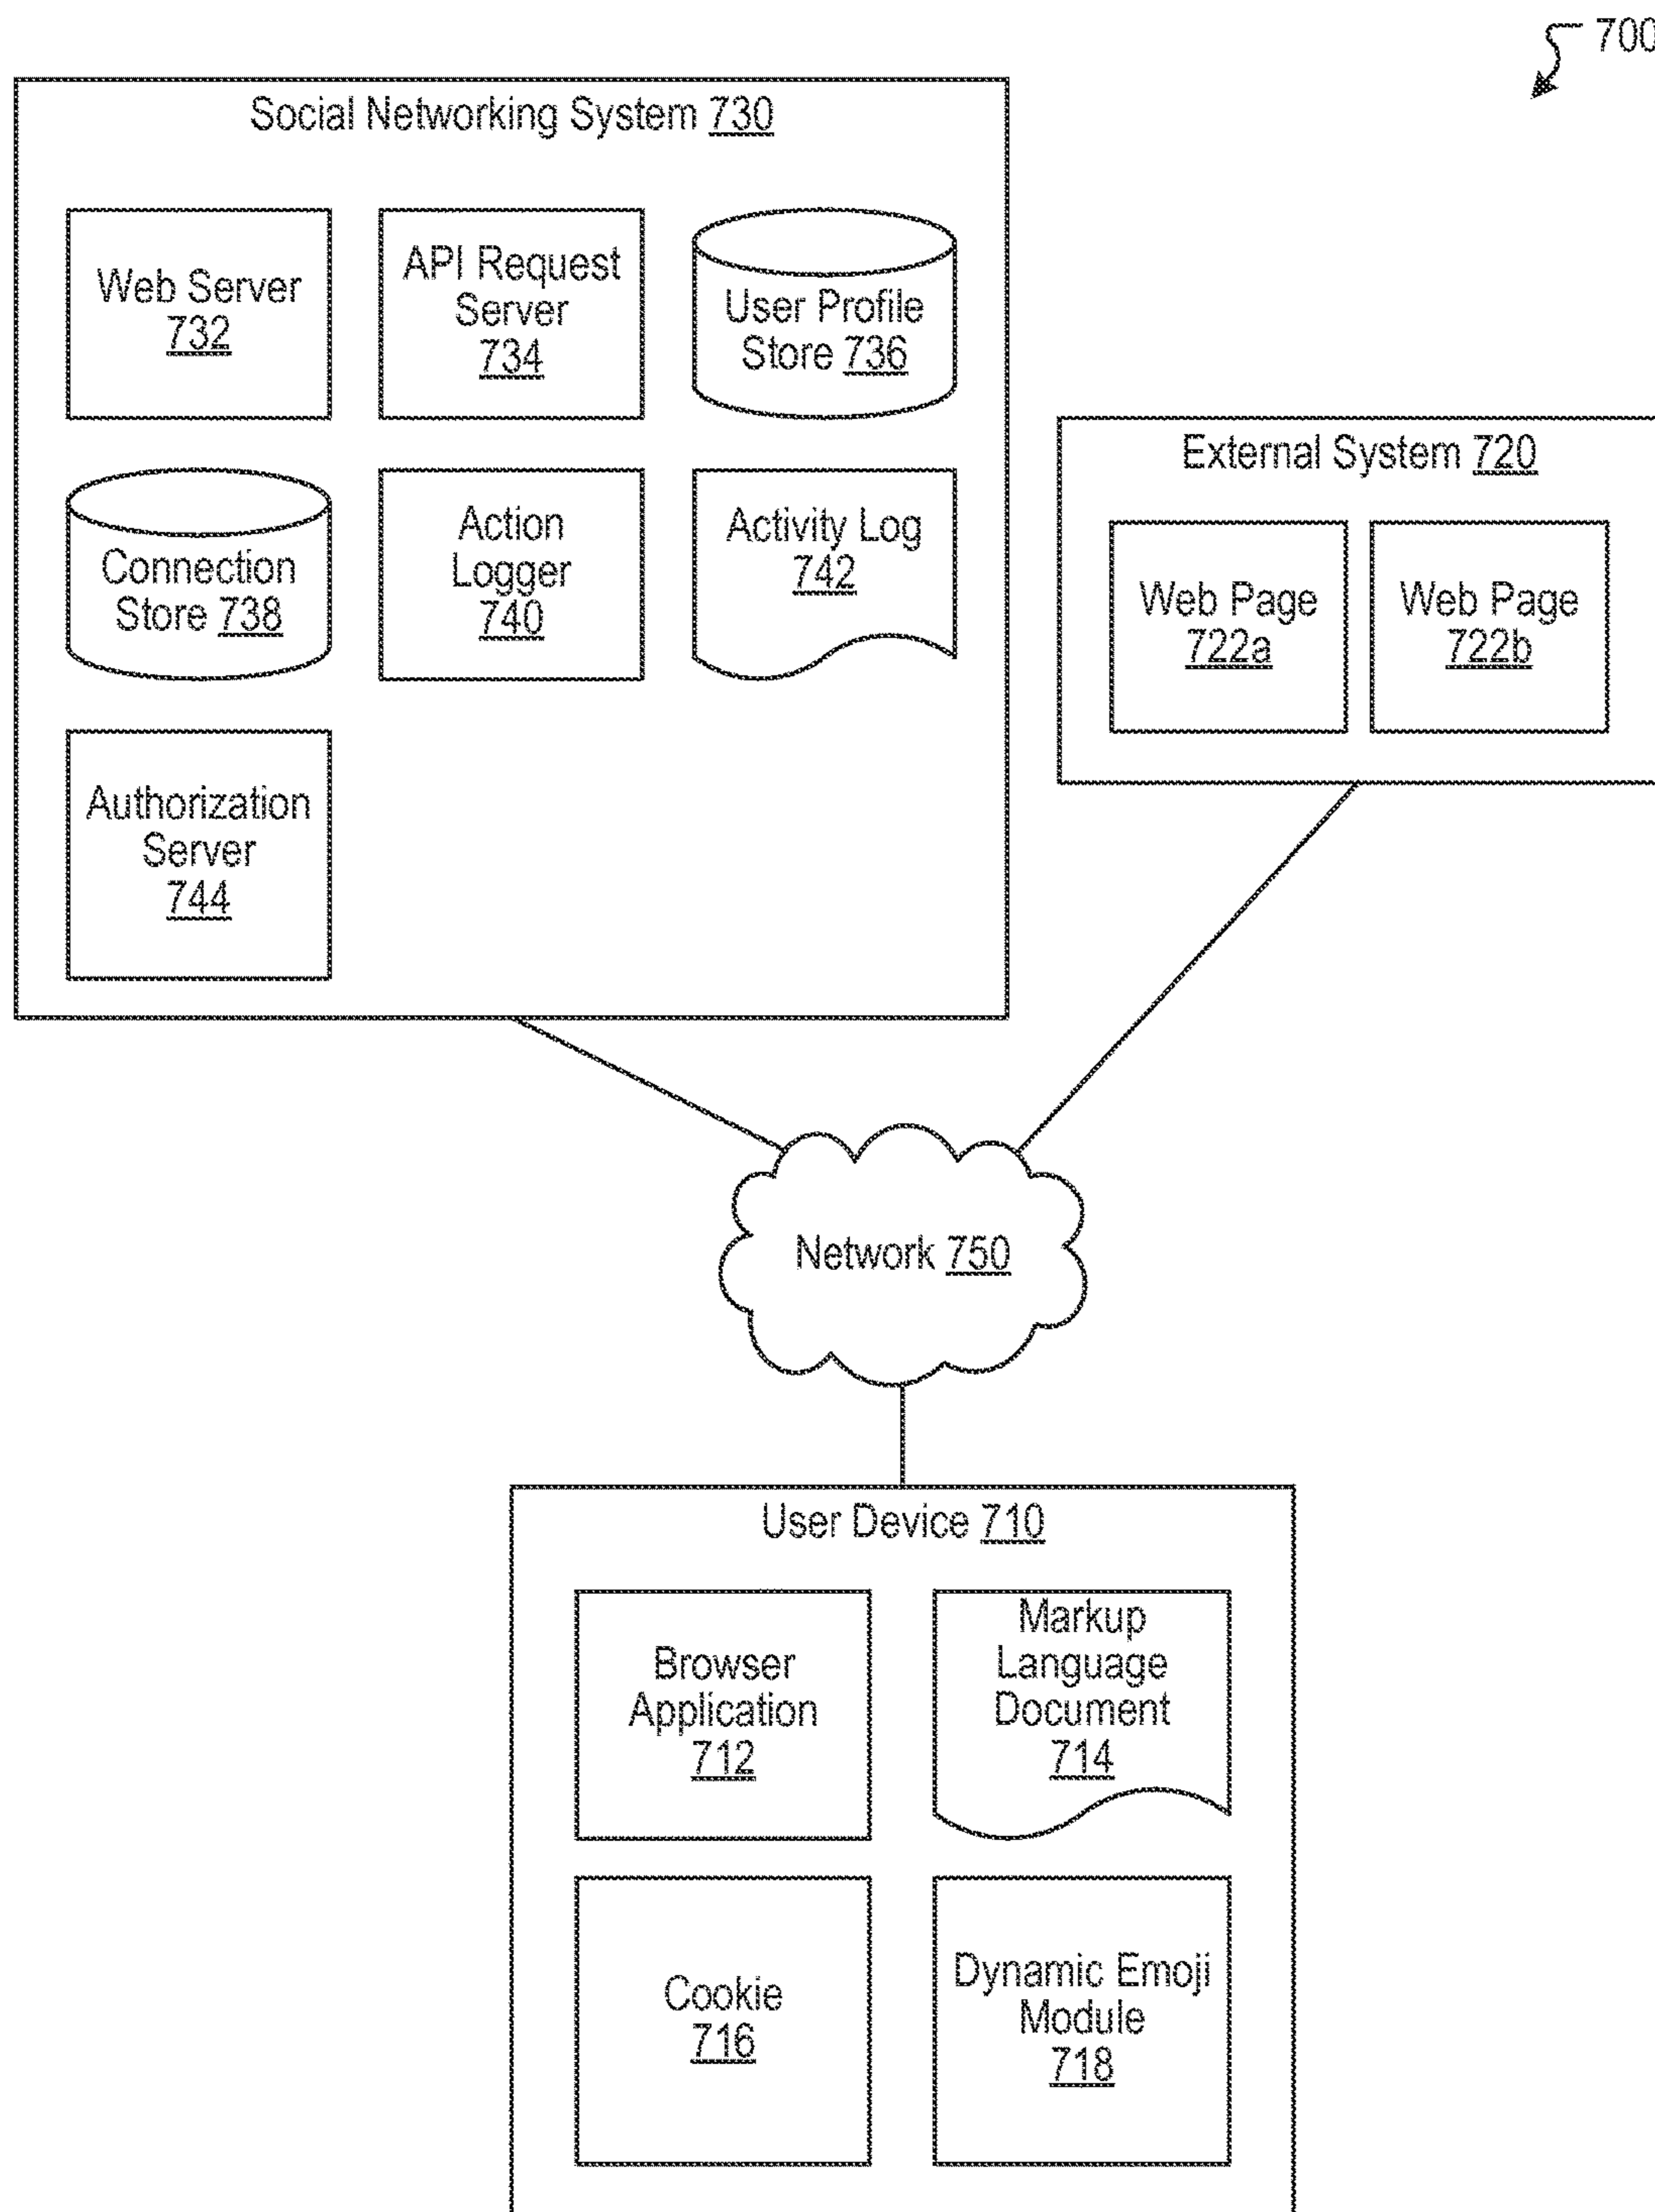 700
Social Networking System 730
Web Server
732
API Request
Server
734
User Profile
Store 736
Connection
Store 738
Action
Logger
740
Activity Log
742
Authorization
Server
744
External System 720
Web Page
722a
Web Page
722b
Network 750
User Device 710
Browser
Application
712
Markup
Language
Document
714
Cookie
716
Dynamic Emoji
Module
718